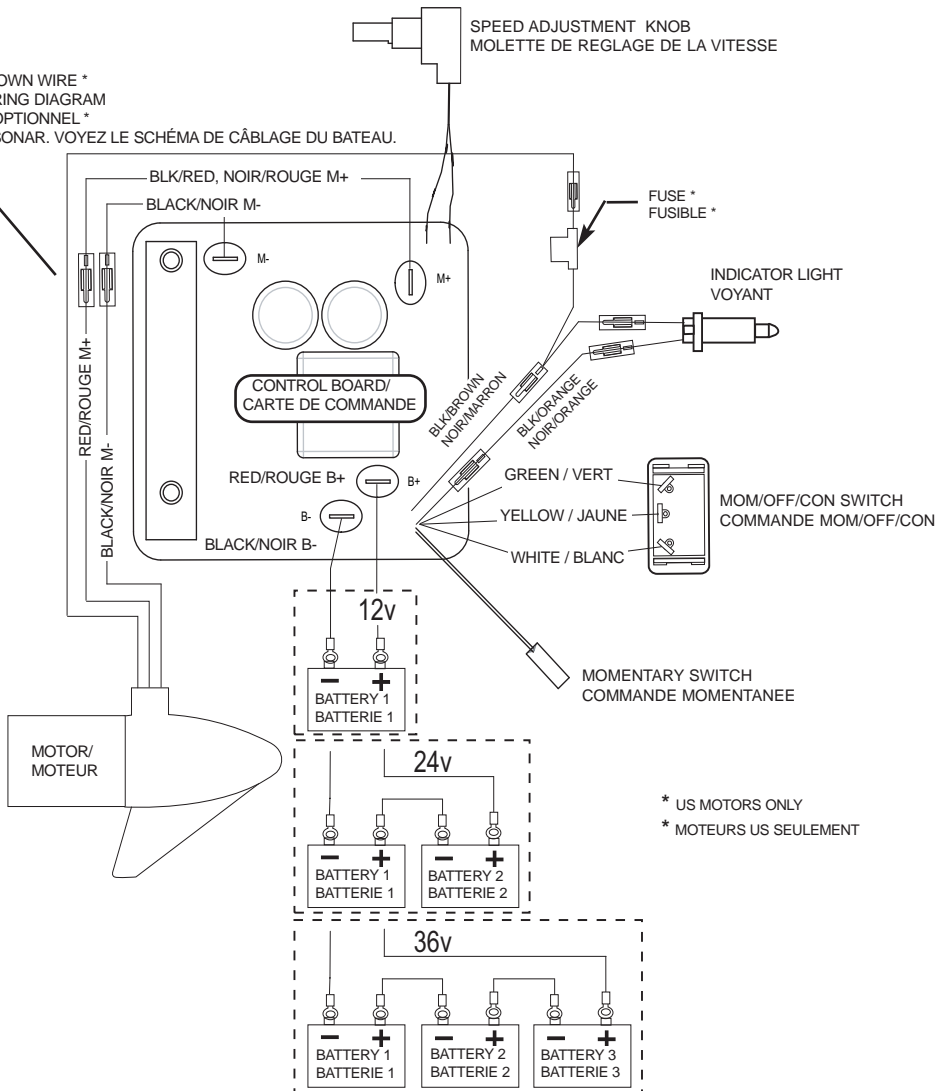 SPEED ADJUSTMENT KNOB
MOLETTE DE REGLAGE DE LA VITESSE
OWN WIRE *
RING DIAGRAM
OPTIONNEL *
SONAR. VOYEZ LE SCHÉMA DE CÂBLAGE DU BATEAU.
BLK/RED, NOIR/ROUGE M+
BLACK/NOIR M-
FUSE *
FUSIBLE *
M-
M+
INDICATOR LIGHT
VOYANT
RED/ROUGE M+
BLACK/NOIR M-
CONTROL BOARD/
CARTE DE COMMANDE
BLK/BROWN
NOIR/MARRON
BLK/ORANGE
NOIR/ORANGE
RED/ROUGE B+
B+
B-
BLACK/NOIR B-
GREEN / VERT
YELLOW / JAUNE
WHITE / BLANC
MOM/OFF/CON SWITCH
COMMANDE MOM/OFF/CON
12v
– +
BATTERY 1
BATTERIE 1
MOMENTARY SWITCH
COMMANDE MOMENTANEE
MOTOR/
MOTEUR
24v
– +
BATTERY 1
BATTERIE 1
– +
BATTERY 2
BATTERIE 2
* US MOTORS ONLY
* MOTEURS US SEULEMENT
36v
– +
BATTERY 1
BATTERIE 1
– +
BATTERY 2
BATTERIE 2
– +
BATTERY 3
BATTERIE 3